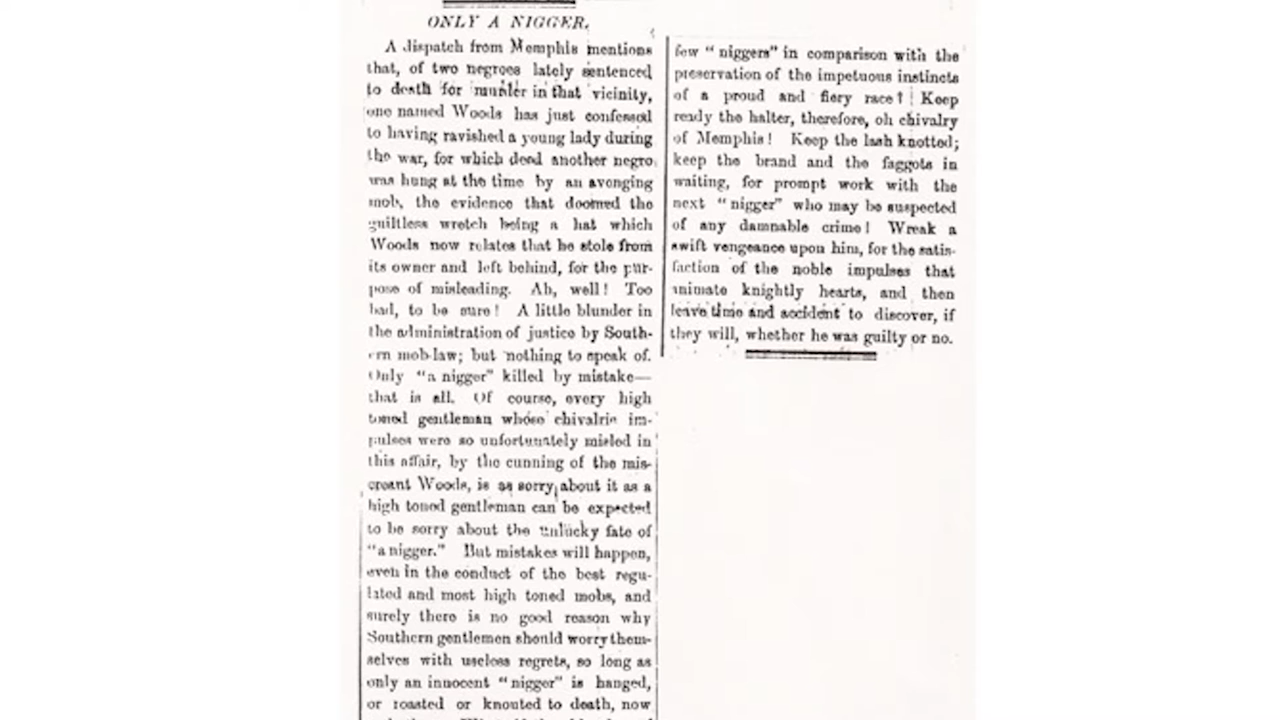 ONLY A NIGGER.
A dispatch from Memphis mentions
that, of two negroes lately sentenced
to death for murder in that vicinity,
one named Woods has just confessed
to having ravished a young lady during
the war, for which deed another negro
was hung at the time by an avenging
mob, the evidence that doomed the
guiltless wretch being a hat which
Woods now relates that he stole from
its owner and left behind, for the pur-
pose of misleading. Ah, well! Too
bad, to be sure! A little blunder in
the administration of justice by South-
ern mob-law; but nothing to speak of.
Only "a nigger" killed by mistake—
that is all. Of course, every high
toned gentleman whose chivalric im-
pulses were so unfortunately misled in
this affair, by the cunning of the mis-
creant Woods, is as sorry about it as a
high toned gentleman can be expected
to be sorry about the unlucky fate of
"a nigger." But mistakes will happen,
even in the conduct of the best regu-
lated and most high toned mobs, and
surely there is no good reason why
Southern gentlemen should worry them-
selves with useless regrets, so long as
only an innocent "nigger" is hanged,
or roasted or knouted to death, now
few "niggers" in comparison with the
preservation of the impetuous instincts
of a proud and fiery race? Keep
ready the halter, therefore, oh chivalry
of Memphis! Keep the lash knotted;
keep the brand and the faggots in
waiting, for prompt work with the
next "nigger" who may be suspected
of any damnable crime! Wreak a
swift vengeance upon him, for the satis-
faction of the noble impulses that
animate knightly hearts, and then
leave time and accident to discover, if
they will, whether he was guilty or no.